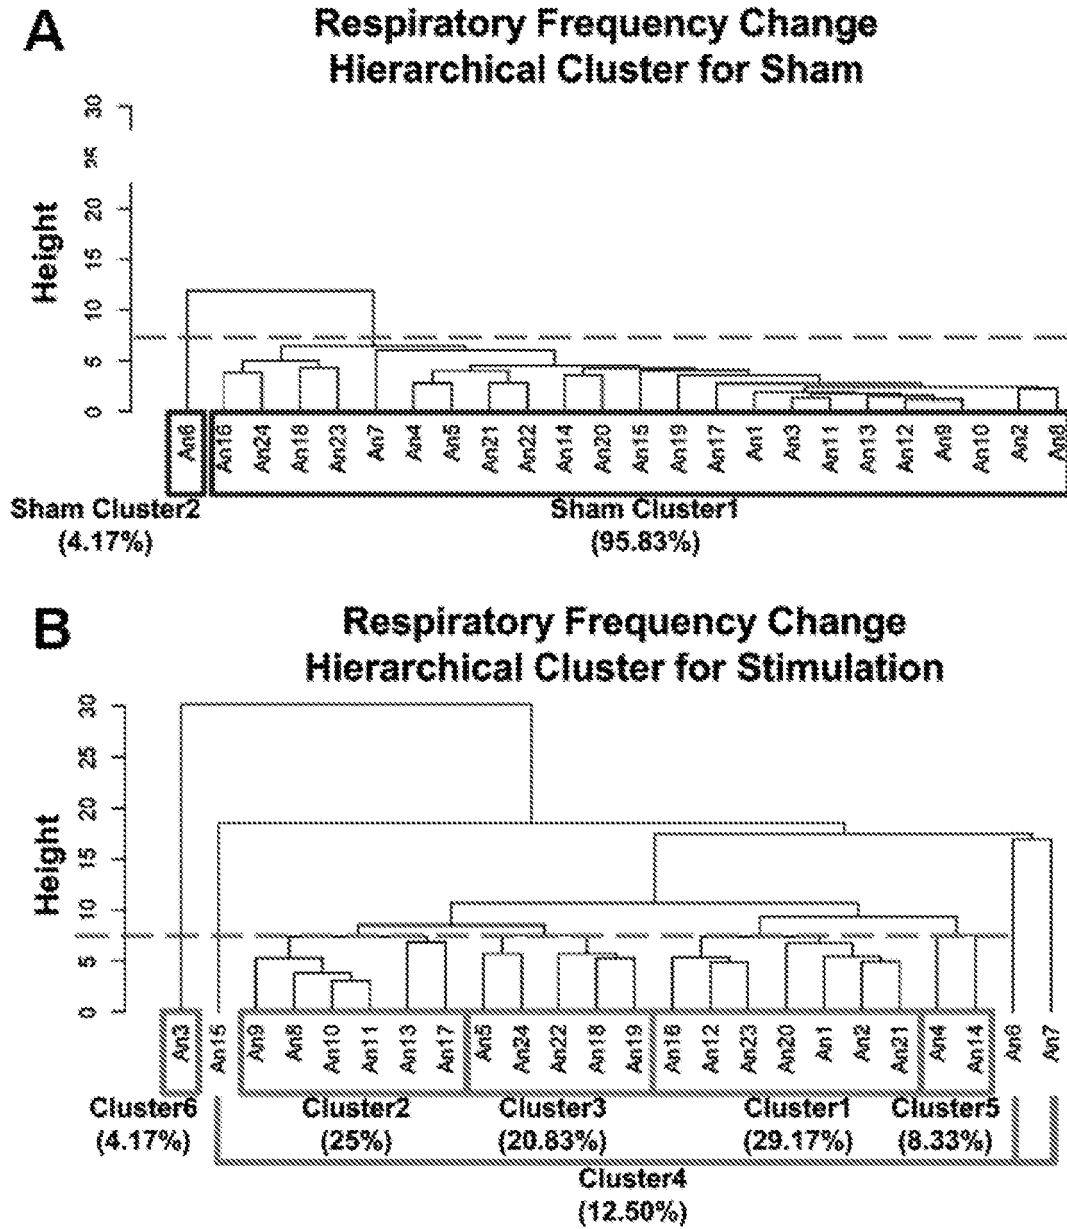 A
Respiratory Frequency Change
Hierarchical Cluster for Sham
Height
30
25
20
15
10
5
0
An6
An16
An24
An18
An23
An7
An4
An5
An21
An22
An14
An20
An15
An19
An17
An1
An3
An11
An13
An12
An9
An10
An2
An8
Sham Cluster2
(4.17%)
Sham Cluster1
(95.83%)
B
Respiratory Frequency Change
Hierarchical Cluster for Stimulation
Height
30
25
20
15
10
5
0
An3
An15
An9
An8
An10
An11
An13
An17
An5
An24
An22
An18
An19
An16
An12
An23
An20
An1
An2
An21
An4
An14
An6
An7
Cluster6
(4.17%)
Cluster2
(25%)
Cluster3
(20.83%)
Cluster1
(29.17%)
Cluster5
(8.33%)
Cluster4
(12.50%)